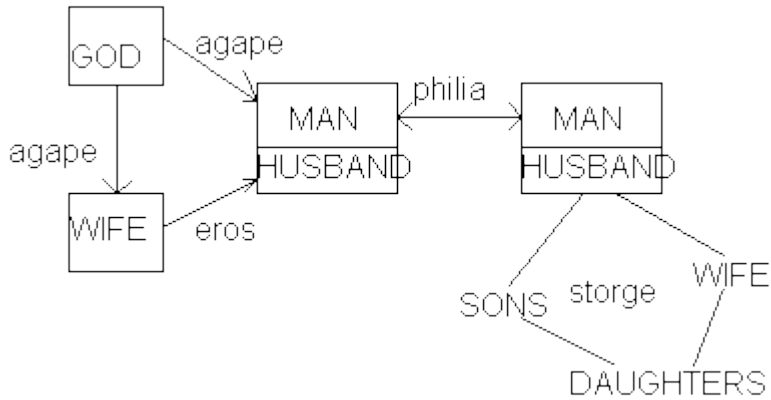 GOD
agape
philia
MAN
MAN
agape
HUSBAND
HUSBAND
WIFE
eros
WIFE
SONS
storge
DAUGHTERS